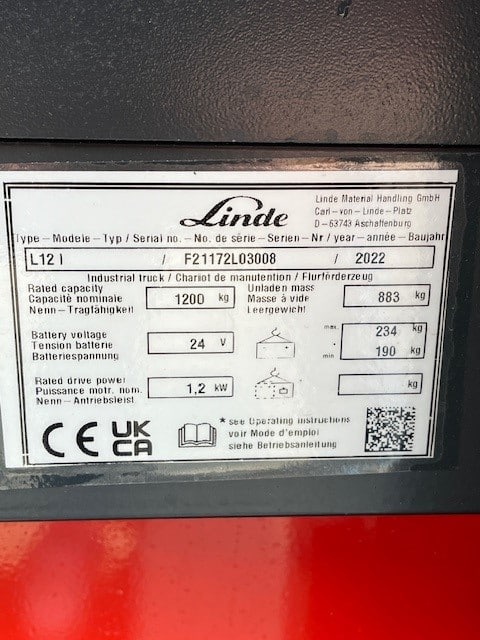 Linde
Linde Material Handling GmbH
Carl-von-Linde-Platz
D-63743 Aschaffenburg
Type-Modele-Typ / Serial no.-No. de série-Serien-Nr / year-année-Baujahr
L12 I / F21172L03008 / 2022
Industrial truck / Chariot de manutention / Flurförderzeug
Rated capacity
Capacité nominale
Nenn-Tragfähigkeit
1200 kg
Unladen mass
Masse à vide
Leergewicht
883 kg
Battery voltage
Tension batterie
Batteriespannung
24 V
max. 234 kg
min 190 kg
Rated drive power
Puissance motr. nom.
Nenn-Antriebsleist
1,2 kW
kg
CE UK
CA
* see Operating instructions
voir Mode d'emploi
siehe Betriebsanleitung